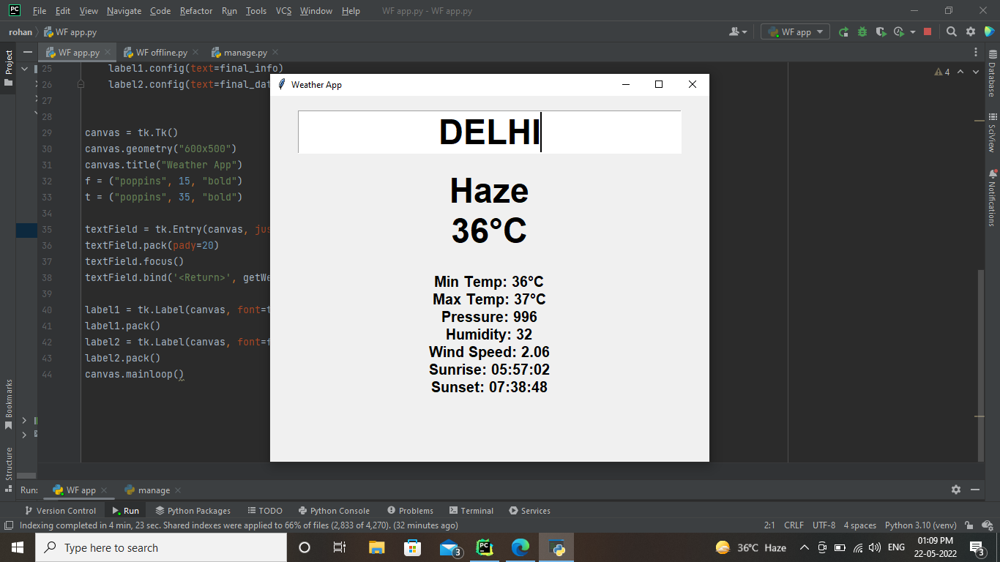 PC File Edit View Navigate Code Refactor Run Tools VCS Window Help WF app.py - WF app.py
rohan WF app.py WF app
WF app.py WF offline.py manage.py
Project
Database
SciView
Notifications
4
25 label1.config(text=final_info)
26 label2.config(text=final_dat
27
28
29 canvas = tk.Tk()
30 canvas.geometry("600x500")
31 canvas.title("Weather App")
32 f = ("poppins", 15, "bold")
33 t = ("poppins", 35, "bold")
34
35 textField = tk.Entry(canvas, jus
36 textField.pack(pady=20)
37 textField.focus()
38 textField.bind('<Return>', getWe
39
40 label1 = tk.Label(canvas, font=t
41 label1.pack()
42 label2 = tk.Label(canvas, font=f
43 label2.pack()
44 canvas.mainloop()
Weather App
DELHI
Haze
36°C
Min Temp: 36°C
Max Temp: 37°C
Pressure: 996
Humidity: 32
Wind Speed: 2.06
Sunrise: 05:57:02
Sunset: 07:38:48
Bookmarks
Structure
Run: WF app manage
Version Control Run Python Packages TODO Python Console Problems Terminal Services
Indexing completed in 4 min, 23 sec. Shared indexes were applied to 66% of files (2,833 of 4,270). (32 minutes ago) 2:1 CRLF UTF-8 4 spaces Python 3.10 (venv)
Type here to search 3 PC 36°C Haze ENG 01:09 PM 3
22-05-2022